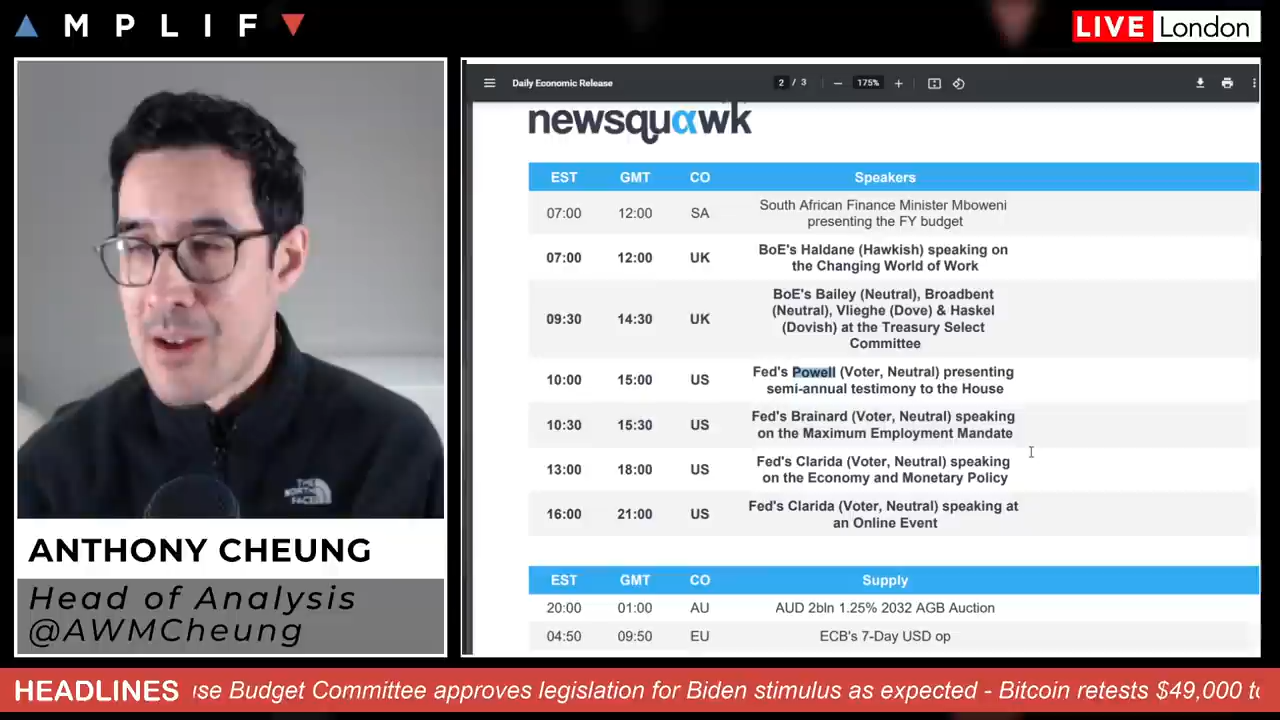 AMPLIFY
LIVE London
Daily Economic Release
2 / 3
175%
newsquawk
EST GMT CO Speakers
07:00 12:00 SA South African Finance Minister Mboweni
presenting the FY budget
07:00 12:00 UK BoE's Haldane (Hawkish) speaking on
the Changing World of Work
09:30 14:30 UK BoE's Bailey (Neutral), Broadbent
(Neutral), Vlieghe (Dove) & Haskel
(Dovish) at the Treasury Select
Committee
10:00 15:00 US Fed's Powell (Voter, Neutral) presenting
semi-annual testimony to the House
10:30 15:30 US Fed's Brainard (Voter, Neutral) speaking
on the Maximum Employment Mandate
13:00 18:00 US Fed's Clarida (Voter, Neutral) speaking
on the Economy and Monetary Policy
16:00 21:00 US Fed's Clarida (Voter, Neutral) speaking at
an Online Event
EST GMT CO Supply
20:00 01:00 AU AUD 2bln 1.25% 2032 AGB Auction
04:50 09:50 EU ECB's 7-Day USD op
THE
NORTH
FACE
ANTHONY CHEUNG
Head of Analysis
@AWMCheung
HEADLINES use Budget Committee approves legislation for Biden stimulus as expected - Bitcoin retests $49,000 to